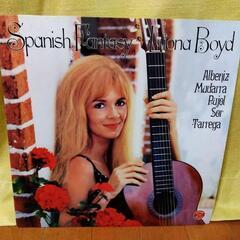 Spanish Fantasy Liona Boyd
Albeniz
Mudarra
Pujol
Sor
Tarrega